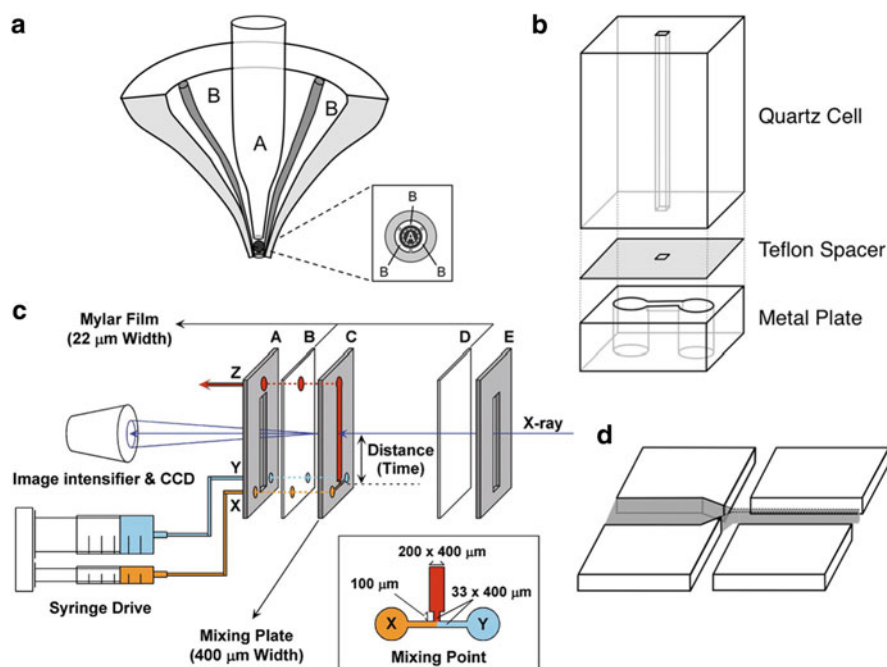 a
B
B
A
B
A
B
B
b
Quartz Cell
Teflon Spacer
Metal Plate
c
Mylar Film
(22 μm Width)
A
B
C
D
E
Z
X-ray
Distance
(Time)
Image intensifier & CCD
Y
X
Syringe Drive
Mixing Plate
(400 μm Width)
200 x 400 μm
100 μm
33 x 400 μm
X
Y
Mixing Point
d